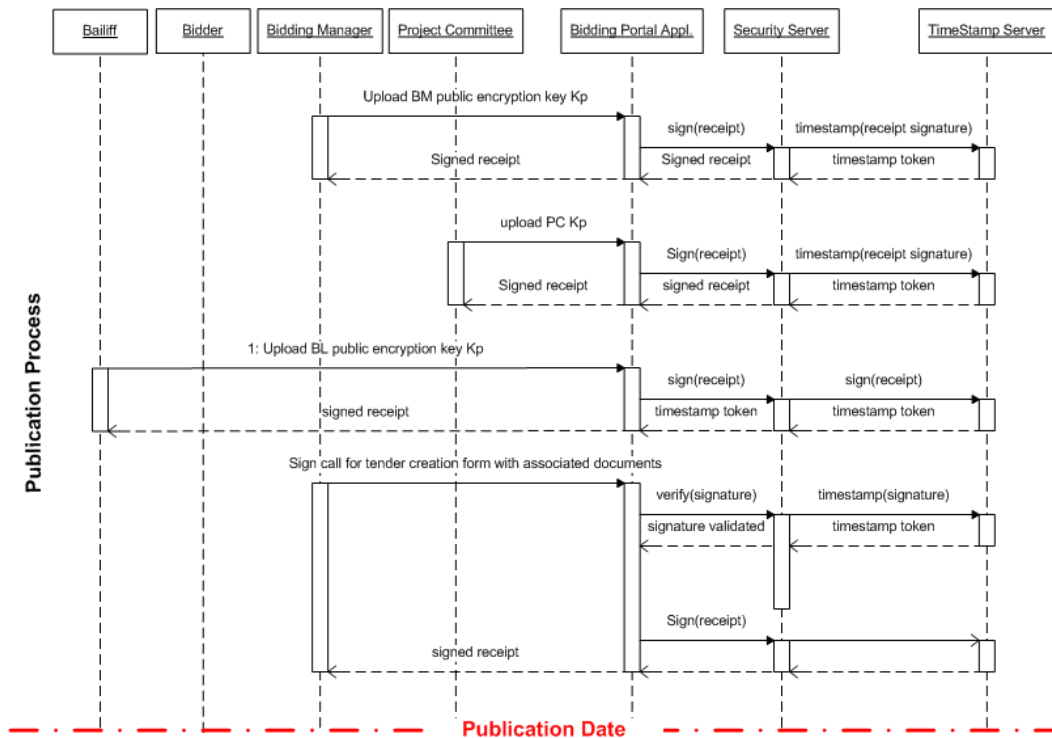 Bailiff
Bidder
Bidding Manager
Project Committee
Bidding Portal Appl.
Security Server
TimeStamp Server
Upload BM public encryption key Kp
sign(receipt)
timestamp(receipt signature)
Signed receipt
Signed receipt
timestamp token
upload PC Kp
Sign(receipt)
timestamp(receipt signature)
Signed receipt
signed receipt
timestamp token
1: Upload BL public encryption key Kp
sign(receipt)
sign(receipt)
signed receipt
timestamp token
timestamp token
Sign call for tender creation form with associated documents
verify(signature)
timestamp(signature)
signature validated
timestamp token
Sign(receipt)
signed receipt
Publication Process
Publication Date